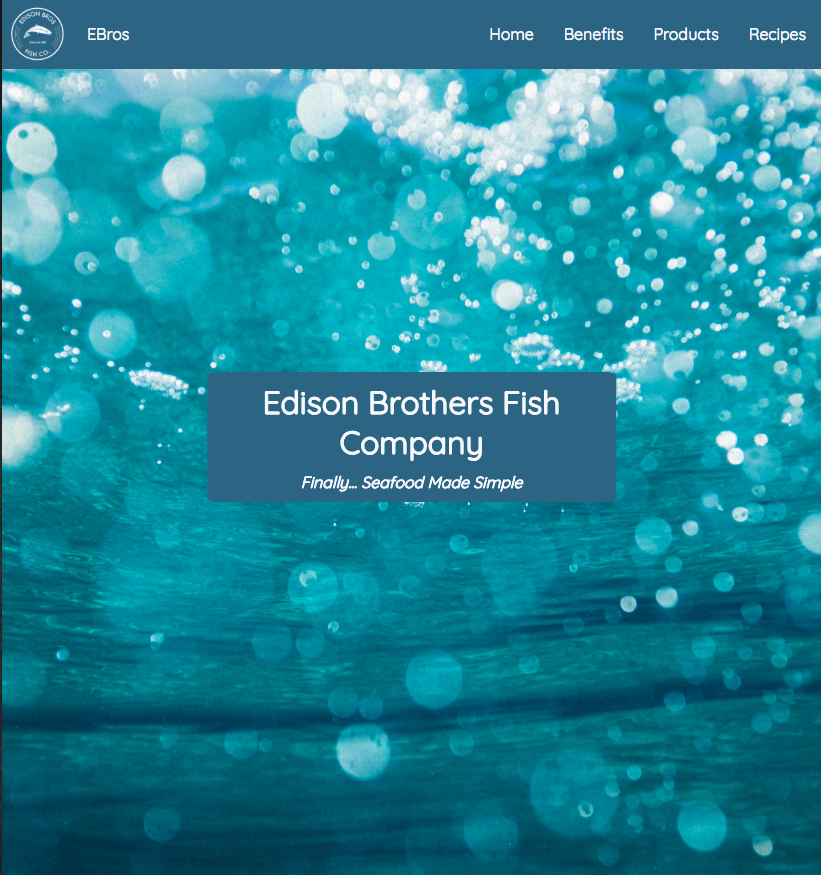 EDISON BROS
FISH CO.
EBros
Home Benefits Products Recipes
Edison Brothers Fish
Company
Finally... Seafood Made Simple